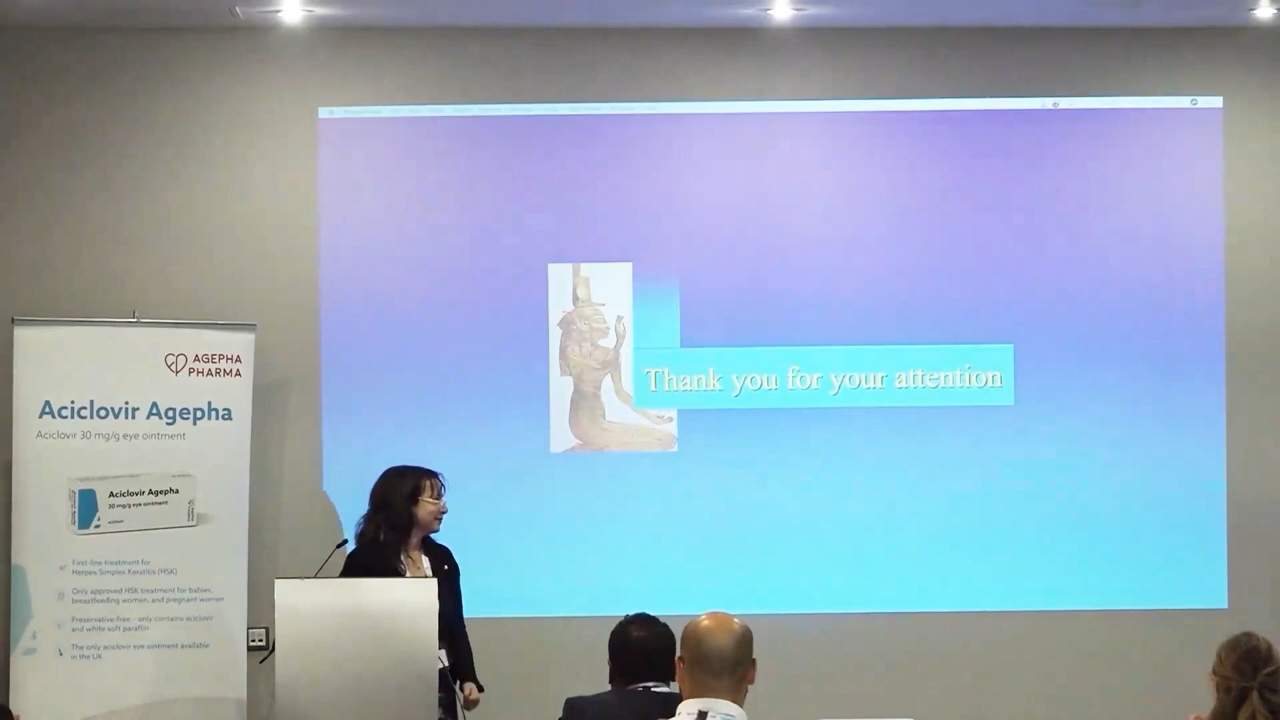 AGEPHA
PHARMA
Aciclovir Agepha
Aciclovir 30 mg/g eye ointment
Aciclovir Agepha
30 mg/g eye ointment
First-line treatment for
Herpes Simplex Keratitis (HSK)
Only approved HSK treatment for babies,
breastfeeding women, and pregnant women
Preservative-free – only contains aciclovir
and white soft paraffin
The only aciclovir eye ointment available
in the UK
Thank you for your attention